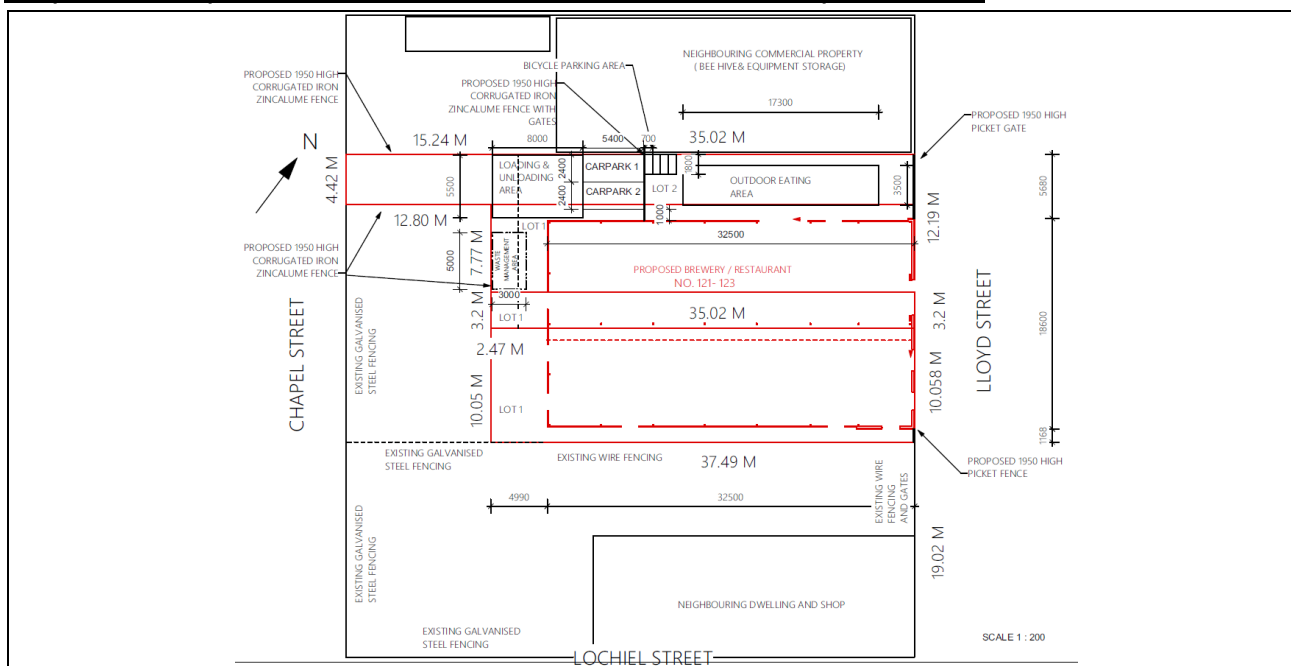 NEIGHBOURING COMMERCIAL PROPERTY
( BEE HIVE& EQUIPMENT STORAGE)
BICYCLE PARKING AREA
PROPOSED 1950 HIGH
CORRUGATED IRON
ZINCALUME FENCE
PROPOSED 1950 HIGH
CORRUGATED IRON
ZINCALUME FENCE WITH
GATES
17300
PROPOSED 1950 HIGH
PICKET GATE
N
15.24 M
8000
5400
700
35.02 M
4.42 M
5500
LOADING &
UNLOADING
AREA
2400
2400
CARPARK 1
CARPARK 2
1800
LOT 2
1000
OUTDOOR EATING
AREA
3500
5680
12.80 M
LOT 1
12.19 M
32500
PROPOSED 1950 HIGH
CORRUGATED IRON
ZINCALUME FENCE
5000
7.77 M
WASTE
MANAGEMENT
AREA
3000
PROPOSED BREWERY / RESTAURANT
NO. 121- 123
3.2 M
LOT 1
35.02 M
3.2 M
18600
CHAPEL STREET
EXISTING GALVANISED
STEEL FENCING
2.47 M
10.05 M
LOT 1
10.058 M
LLOYD STREET
1168
EXISTING GALVANISED
STEEL FENCING
EXISTING WIRE FENCING
37.49 M
PROPOSED 1950 HIGH
PICKET FENCE
4990
32500
EXISTING WIRE
FENCING
AND GATES
EXISTING GALVANISED
STEEL FENCING
19.02 M
NEIGHBOURING DWELLING AND SHOP
EXISTING GALVANISED
STEEL FENCING
SCALE 1 : 200
LOCHIEL STREET